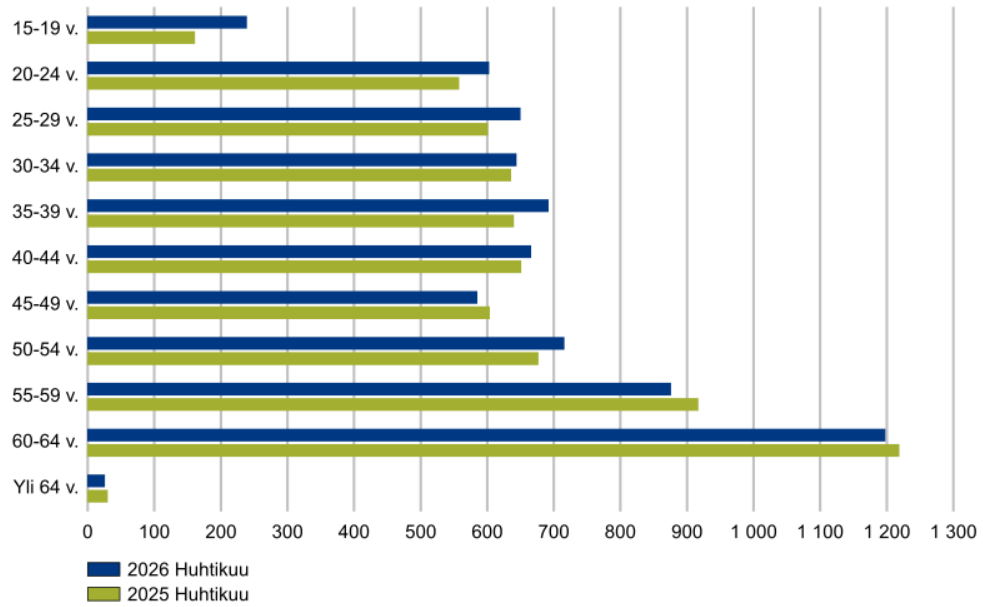 15-19 v.
20-24 v.
25-29 v.
30-34 v.
35-39 v.
40-44 v.
45-49 v.
50-54 v.
55-59 v.
60-64 v.
Yli 64 v.
0 100 200 300 400 500 600 700 800 900 1 000 1 100 1 200 1 300
2026 Huhtikuu
2025 Huhtikuu